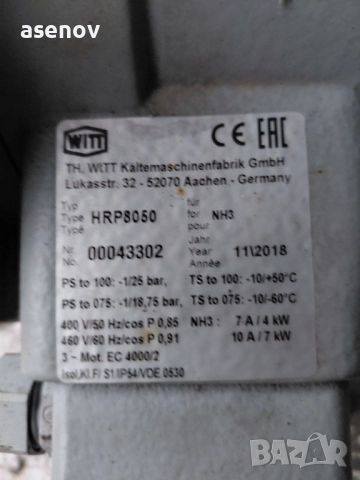 asenov
WITT
CE EAC
TH. WITT Kältemaschinenfabrik GmbH
Lukasstr. 32 - 52070 Aachen - Germany
Typ
Type HRP8050
Type
für
for NH3
pour
Nr.
No. 00043302
Jahr
Year 11\2018
Année
PS to 100: -1/25 bar, TS to 100: -10/+50°C
PS to 075: -1/18,75 bar, TS to 075: -10/-60°C
400 V/50 Hz/cos P 0,85 NH3 : 7 A / 4 kW
460 V/60 Hz/cos P 0,91 10 A / 7 kW
3 ~ Mot. EC 4000/2
Isol.Kl.F/ S1 IP54/VDE 0530
BAZAR
bg